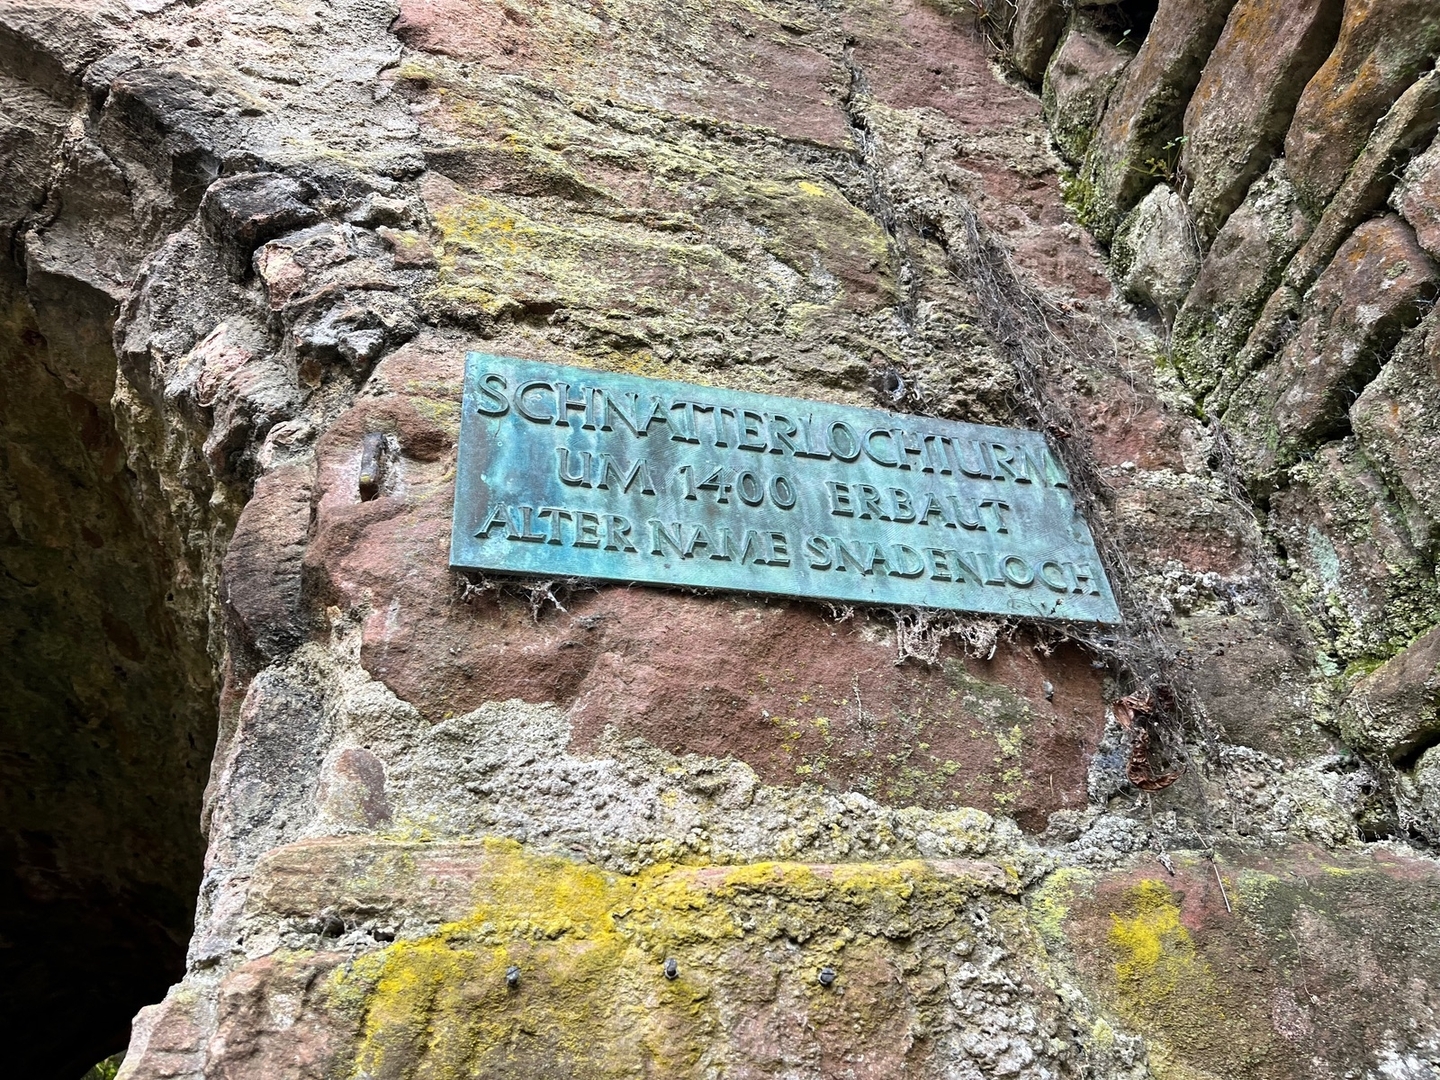 SCHNATTERLOCHTURM
UM 1400 ERBAUT
ALTER NAME SNADENLOCH